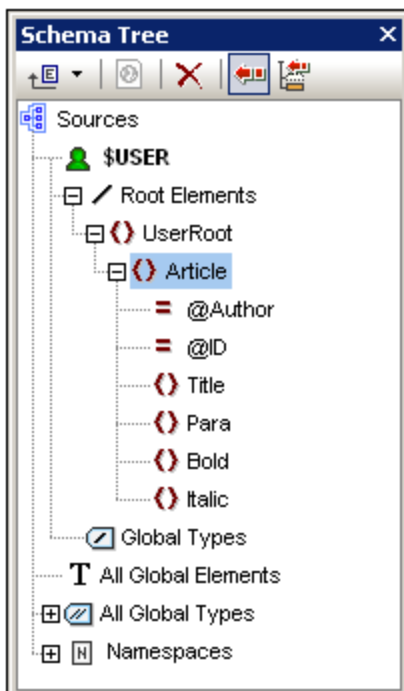 Schema Tree
Sources
$USER
Root Elements
UserRoot
Article
@Author
@ID
Title
Para
Bold
Italic
Global Types
T All Global Elements
All Global Types
N Namespaces